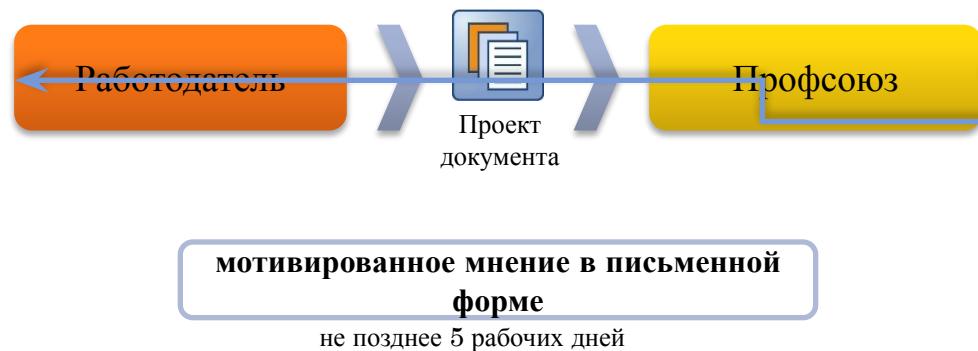 Работодатель
Профсоюз
Проект
документа
мотивированное мнение в письменной
форме
не позднее 5 рабочих дней